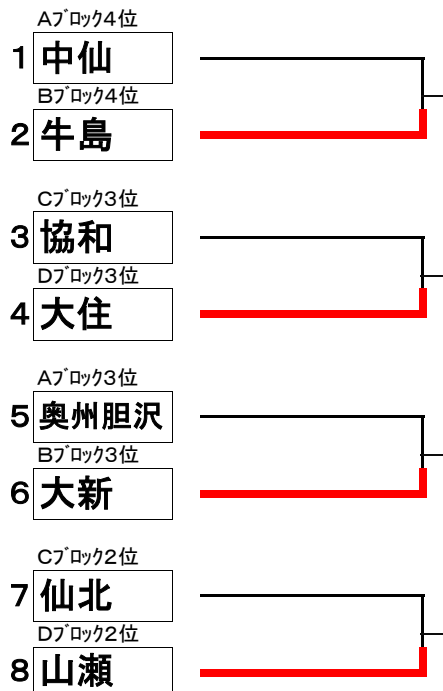 Aﾌﾞﾛｯｸ4位
1 中仙
Bﾌﾞﾛｯｸ4位
2 牛島
Cﾌﾞﾛｯｸ3位
3 協和
Dﾌﾞﾛｯｸ3位
4 大住
Aﾌﾞﾛｯｸ3位
5 奥州胆沢
Bﾌﾞﾛｯｸ3位
6 大新
Cﾌﾞﾛｯｸ2位
7 仙北
Dﾌﾞﾛｯｸ2位
8 山瀬